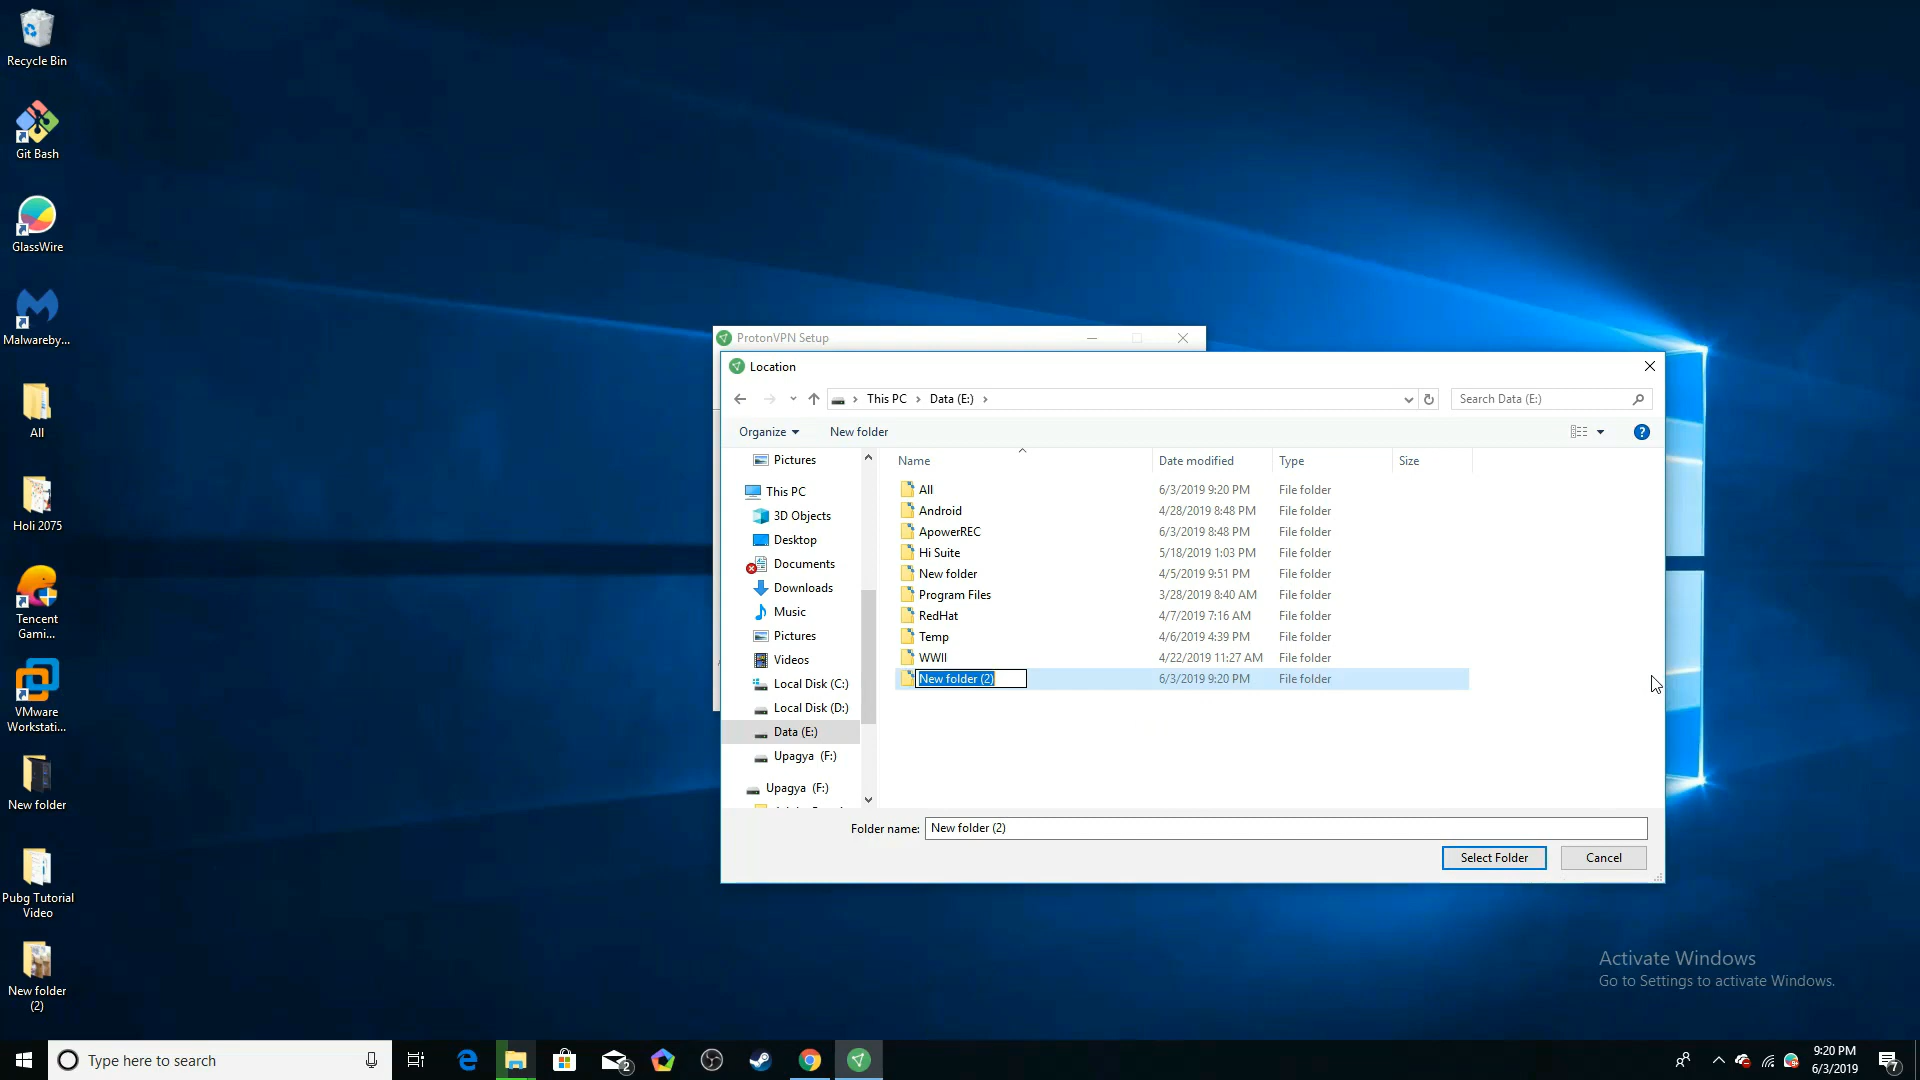 Recycle Bin
Git Bash
GlassWire
Malwareby...
All
Holi 2075
Tencent
Gami...
VMware
Workstati...
New folder
Pubg Tutorial
Video
New folder
(2)
ProtonVPN Setup
Location
This PC > Data (E:) >
Search Data (E:)
Organize
New folder
Name Date modified Type Size
Pictures
This PC
3D Objects
Desktop
Documents
Downloads
Music
Pictures
Videos
Local Disk (C:)
Local Disk (D:)
Data (E:)
Upagya (F:)
Upagya (F:)
All 6/3/2019 9:20 PM File folder
Android 4/28/2019 8:48 PM File folder
ApowerREC 6/3/2019 8:48 PM File folder
Hi Suite 5/18/2019 1:03 PM File folder
New folder 4/5/2019 9:51 PM File folder
Program Files 3/28/2019 8:40 AM File folder
RedHat 4/7/2019 7:16 AM File folder
Temp 4/6/2019 4:39 PM File folder
WWII 4/22/2019 11:27 AM File folder
New folder (2) 6/3/2019 9:20 PM File folder
Folder name: New folder (2)
Select Folder
Cancel
Activate Windows
Go to Settings to activate Windows.
Type here to search
2
9:20 PM
6/3/2019
7